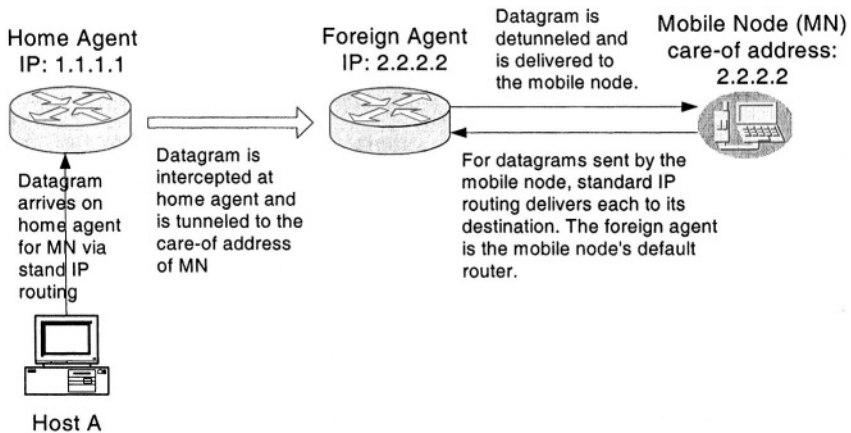 Home Agent
IP: 1.1.1.1
Foreign Agent
IP: 2.2.2.2
Datagram is
detunneled and
is delivered to
the mobile node.
Mobile Node (MN)
care-of address:
2.2.2.2
Datagram
arrives on
home agent
for MN via
stand IP
routing
Datagram is
intercepted at
home agent and
is tunneled to the
care-of address
of MN
For datagrams sent by the
mobile node, standard IP
routing delivers each to its
destination. The foreign agent
is the mobile node's default
router.
Host A